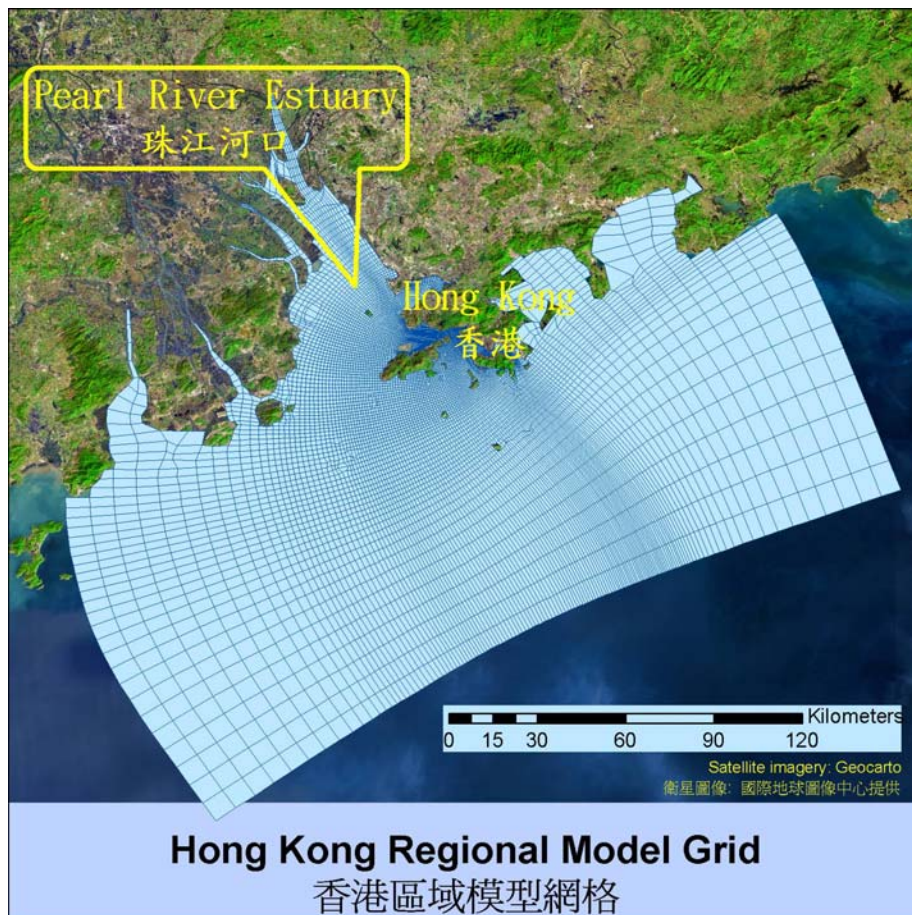 Pearl River Estuary
珠江河口
Hong Kong
香港
Kilometers
0 15 30 60 90 120
Satellite imagery: Geocarto
衛星圖像: 國際地球圖像中心提供
Hong Kong Regional Model Grid
香港區域模型網格